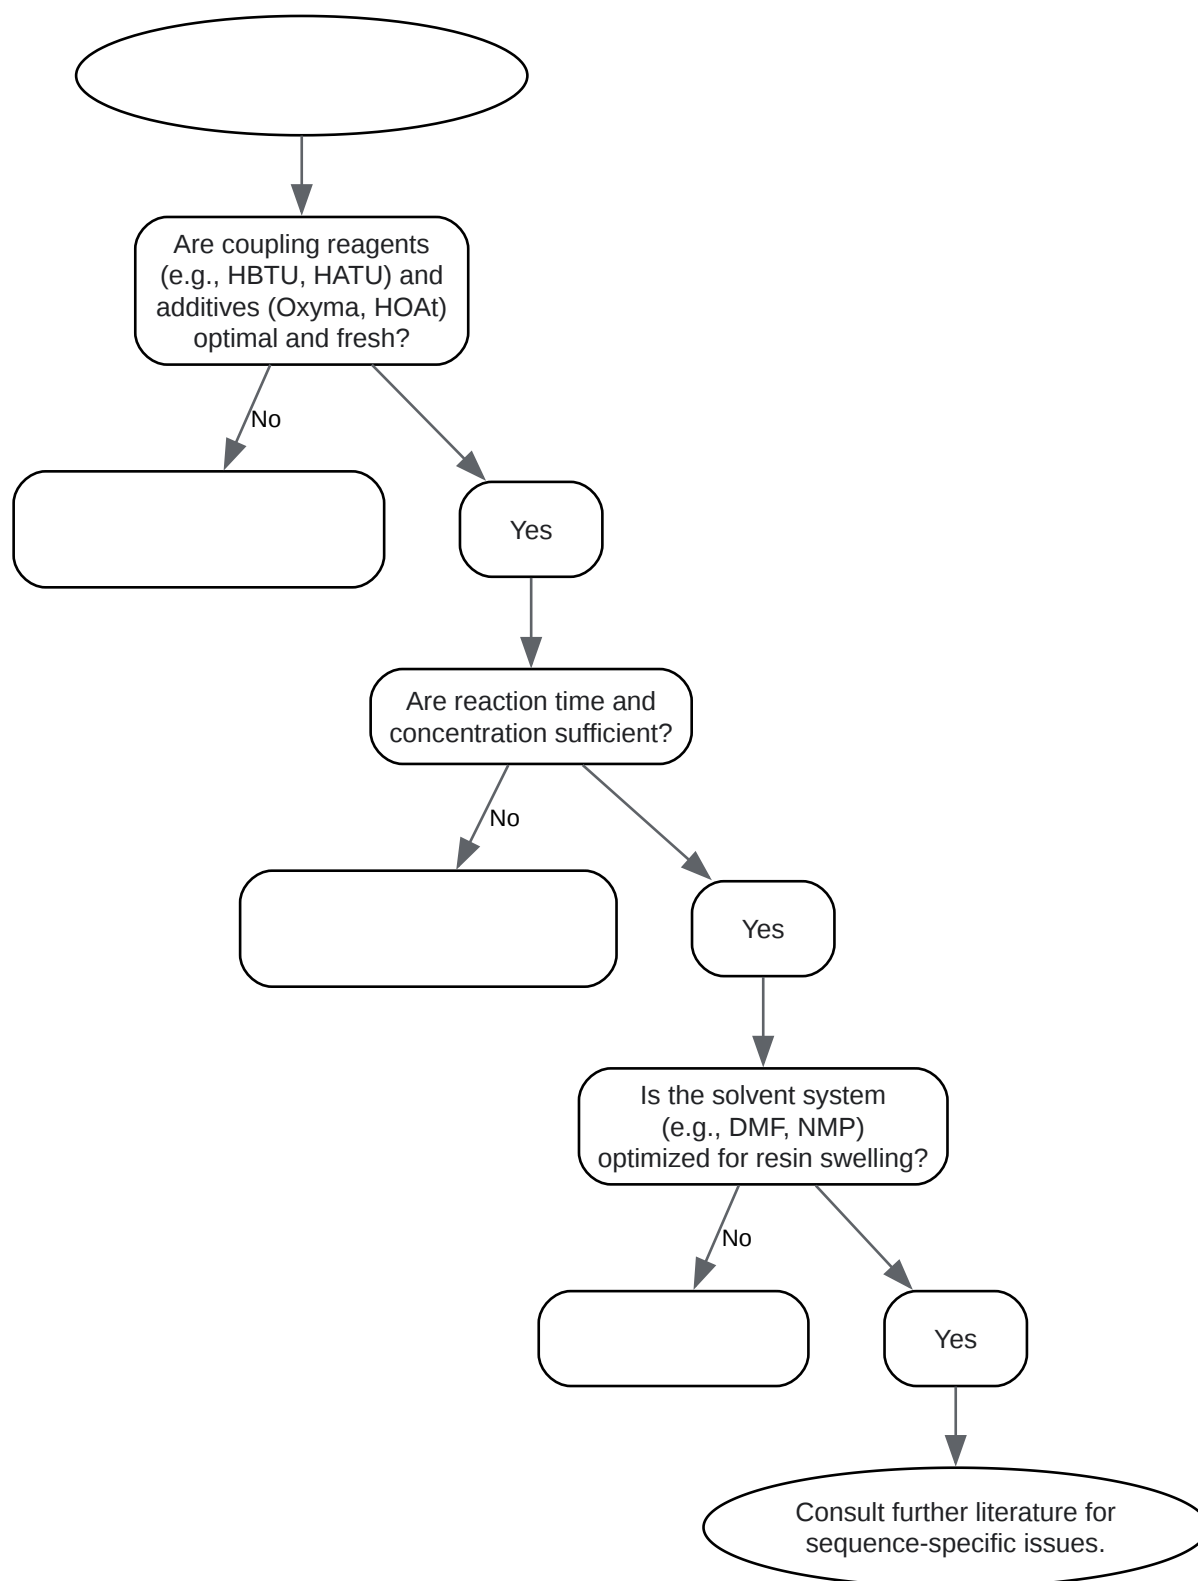 Are coupling reagents
(e.g., HBTU, HATU) and
additives (Oxyma, HOAt)
optimal and fresh?
No
Yes
Are reaction time and
concentration sufficient?
No
Yes
Is the solvent system
(e.g., DMF, NMP)
optimized for resin swelling?
No
Yes
Consult further literature for
sequence-specific issues.